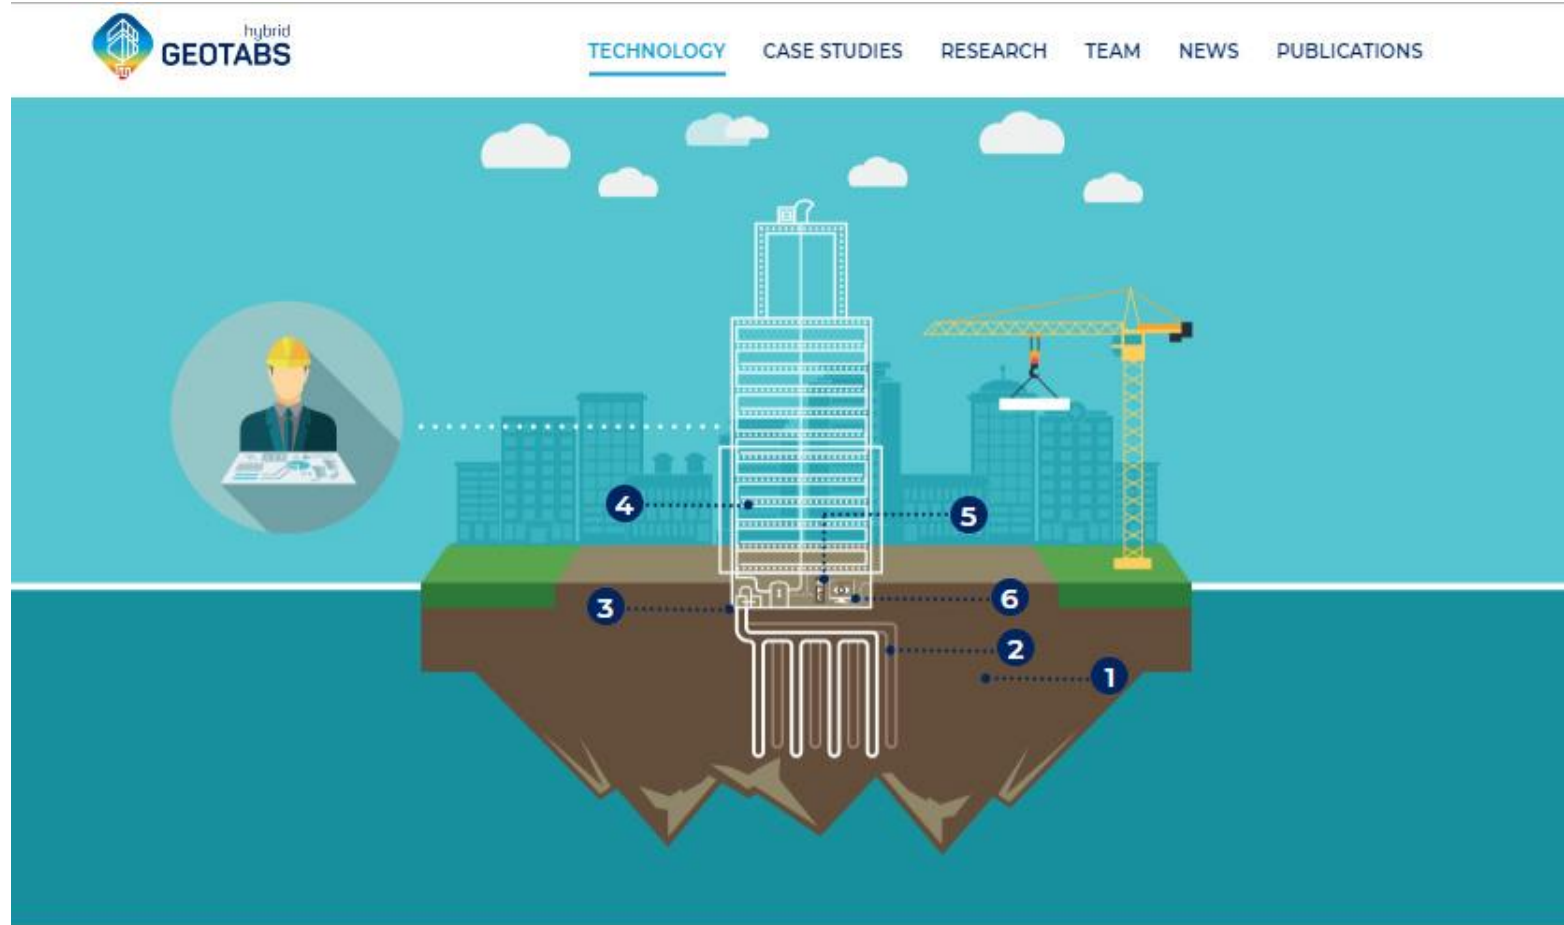 hybrid
GEOTABS
TECHNOLOGY CASE STUDIES RESEARCH TEAM NEWS PUBLICATIONS
4
5
3
6
2
1